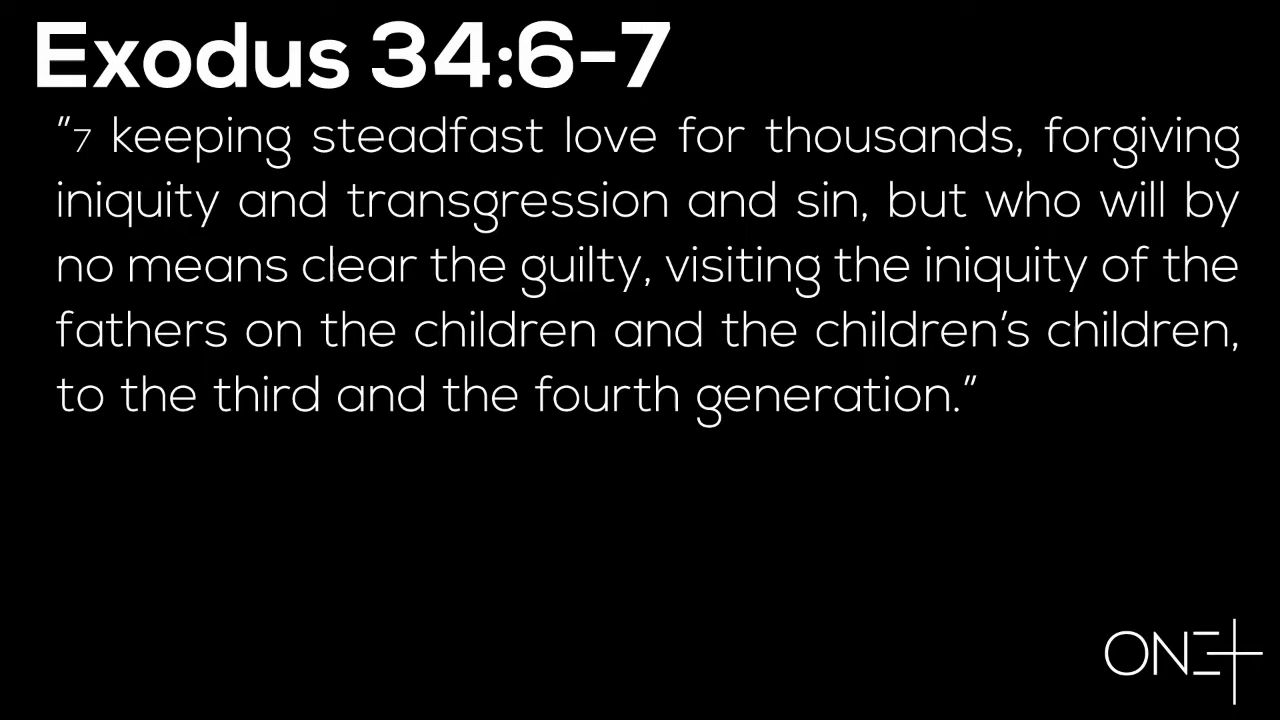 Exodus 34:6-7
"7 keeping steadfast love for thousands, forgiving
iniquity and transgression and sin, but who will by
no means clear the guilty, visiting the iniquity of the
fathers on the children and the children's children,
to the third and the fourth generation."
ONE